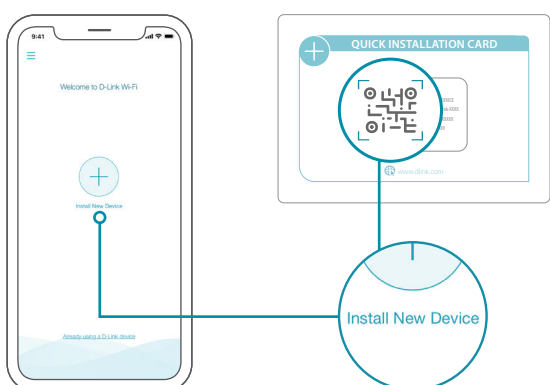 9:41
Welcome to D-Link Wi-Fi
Install New Device
Already using a D-Link device
QUICK INSTALLATION CARD
www.dlink.com
Install New Device